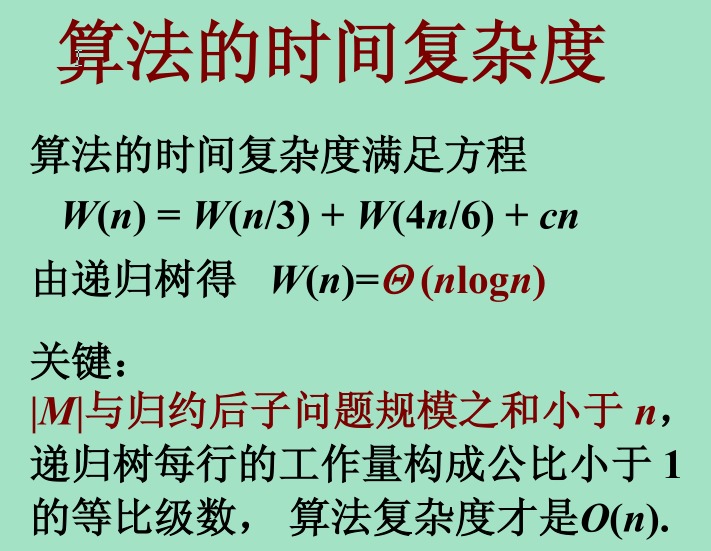 算法的时间复杂度
算法的时间复杂度满足方程
W(n) = W(n/3) + W(4n/6) + cn
由递归树得 W(n)=Θ(nlogn)
关键：
|M|与归约后子问题规模之和小于 n，
递归树每行的工作量构成公比小于 1
的等比级数， 算法复杂度才是O(n).